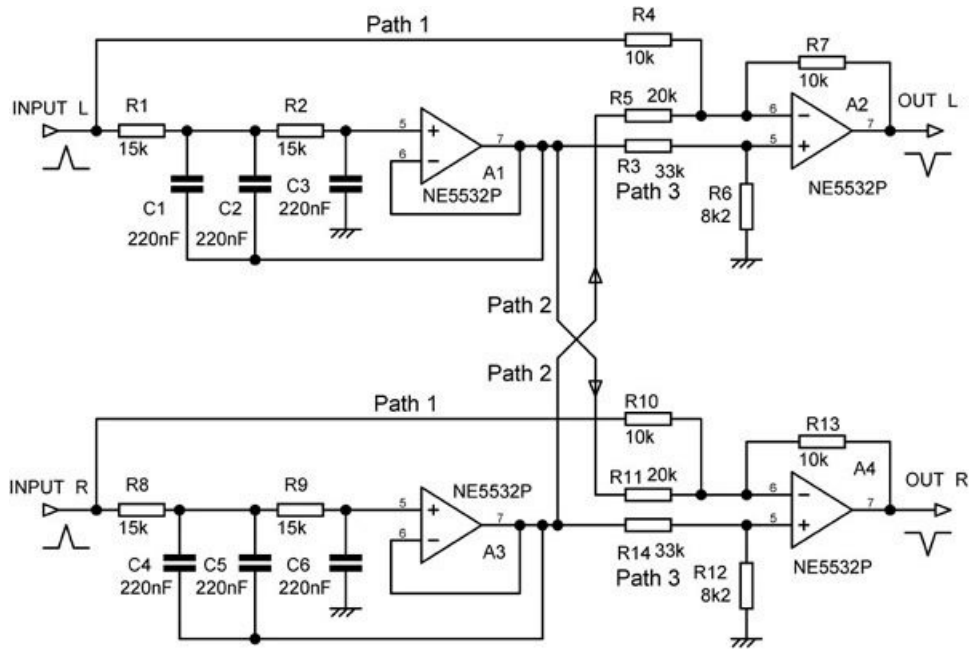 Path 1
R4
10k
R7
10k
INPUT L
R1
15k
R2
15k
R5
20k
5
6
7
A1
NE5532P
6
5
7
A2
OUT L
NE5532P
R3
33k
Path 3
R6
8k2
C1
220nF
C2
220nF
C3
220nF
Path 2
Path 2
Path 1
R10
10k
R13
10k
INPUT R
R8
15k
R9
15k
R11
20k
NE5532P
5
6
7
A3
6
5
7
A4
OUT R
NE5532P
R14
33k
Path 3
R12
8k2
C4
220nF
C5
220nF
C6
220nF